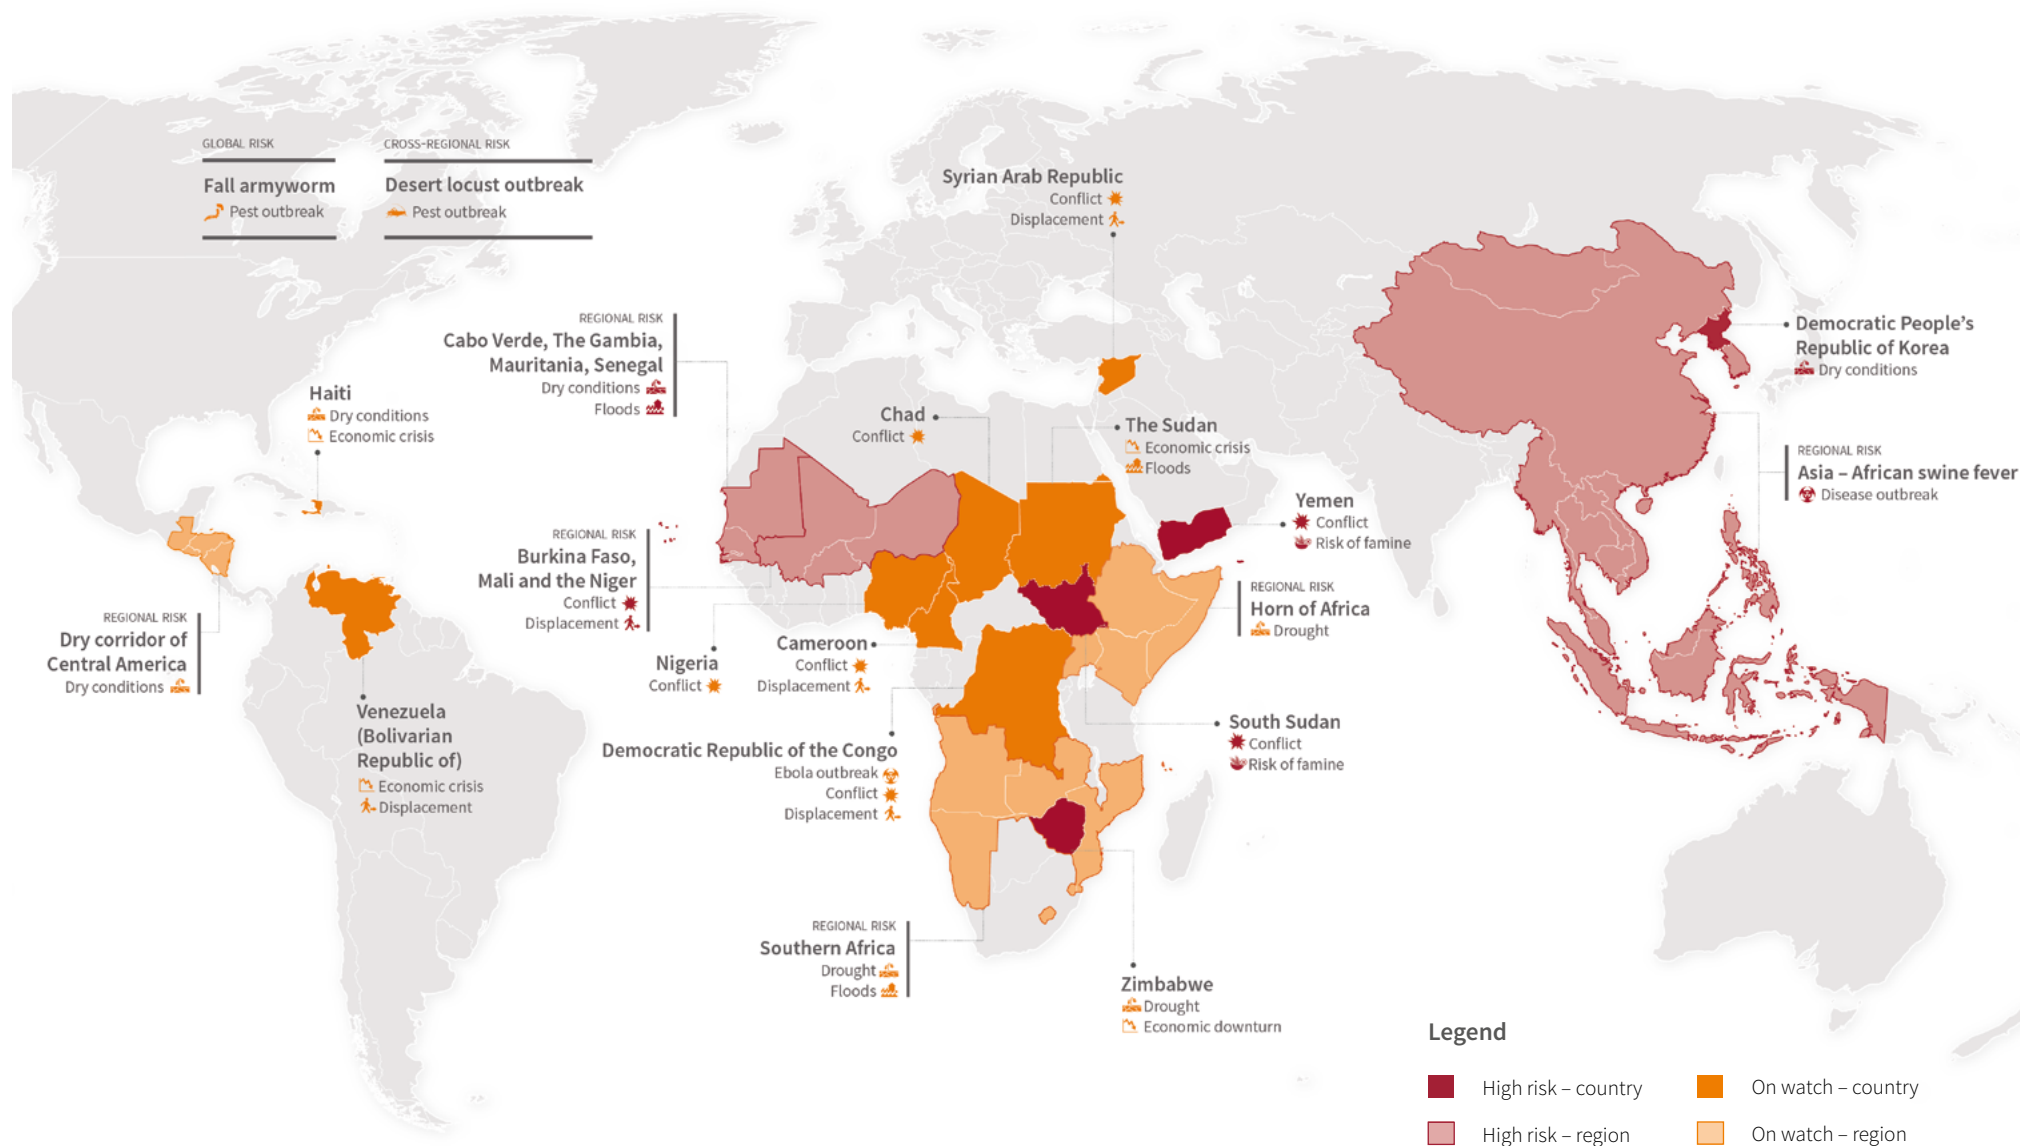 GLOBAL RISK
Fall armyworm
Pest outbreak
CROSS-REGIONAL RISK
Desert locust outbreak
Pest outbreak
Syrian Arab Republic
Conflict
Displacement
REGIONAL RISK
Cabo Verde, The Gambia,
Mauritania, Senegal
Dry conditions
Floods
Democratic People's
Republic of Korea
Dry conditions
Haiti
Dry conditions
Economic crisis
Chad
Conflict
The Sudan
Economic crisis
Floods
REGIONAL RISK
Asia – African swine fever
Disease outbreak
Yemen
Conflict
Risk of famine
REGIONAL RISK
Burkina Faso,
Mali and the Niger
Conflict
Displacement
REGIONAL RISK
Horn of Africa
Drought
REGIONAL RISK
Dry corridor of
Central America
Dry conditions
Nigeria
Conflict
Cameroon
Conflict
Displacement
Venezuela
(Bolivarian
Republic of)
Economic crisis
Displacement
South Sudan
Conflict
Risk of famine
Democratic Republic of the Congo
Ebola outbreak
Conflict
Displacement
REGIONAL RISK
Southern Africa
Drought
Floods
Zimbabwe
Drought
Economic downturn
Legend
High risk – country
On watch – country
High risk – region
On watch – region